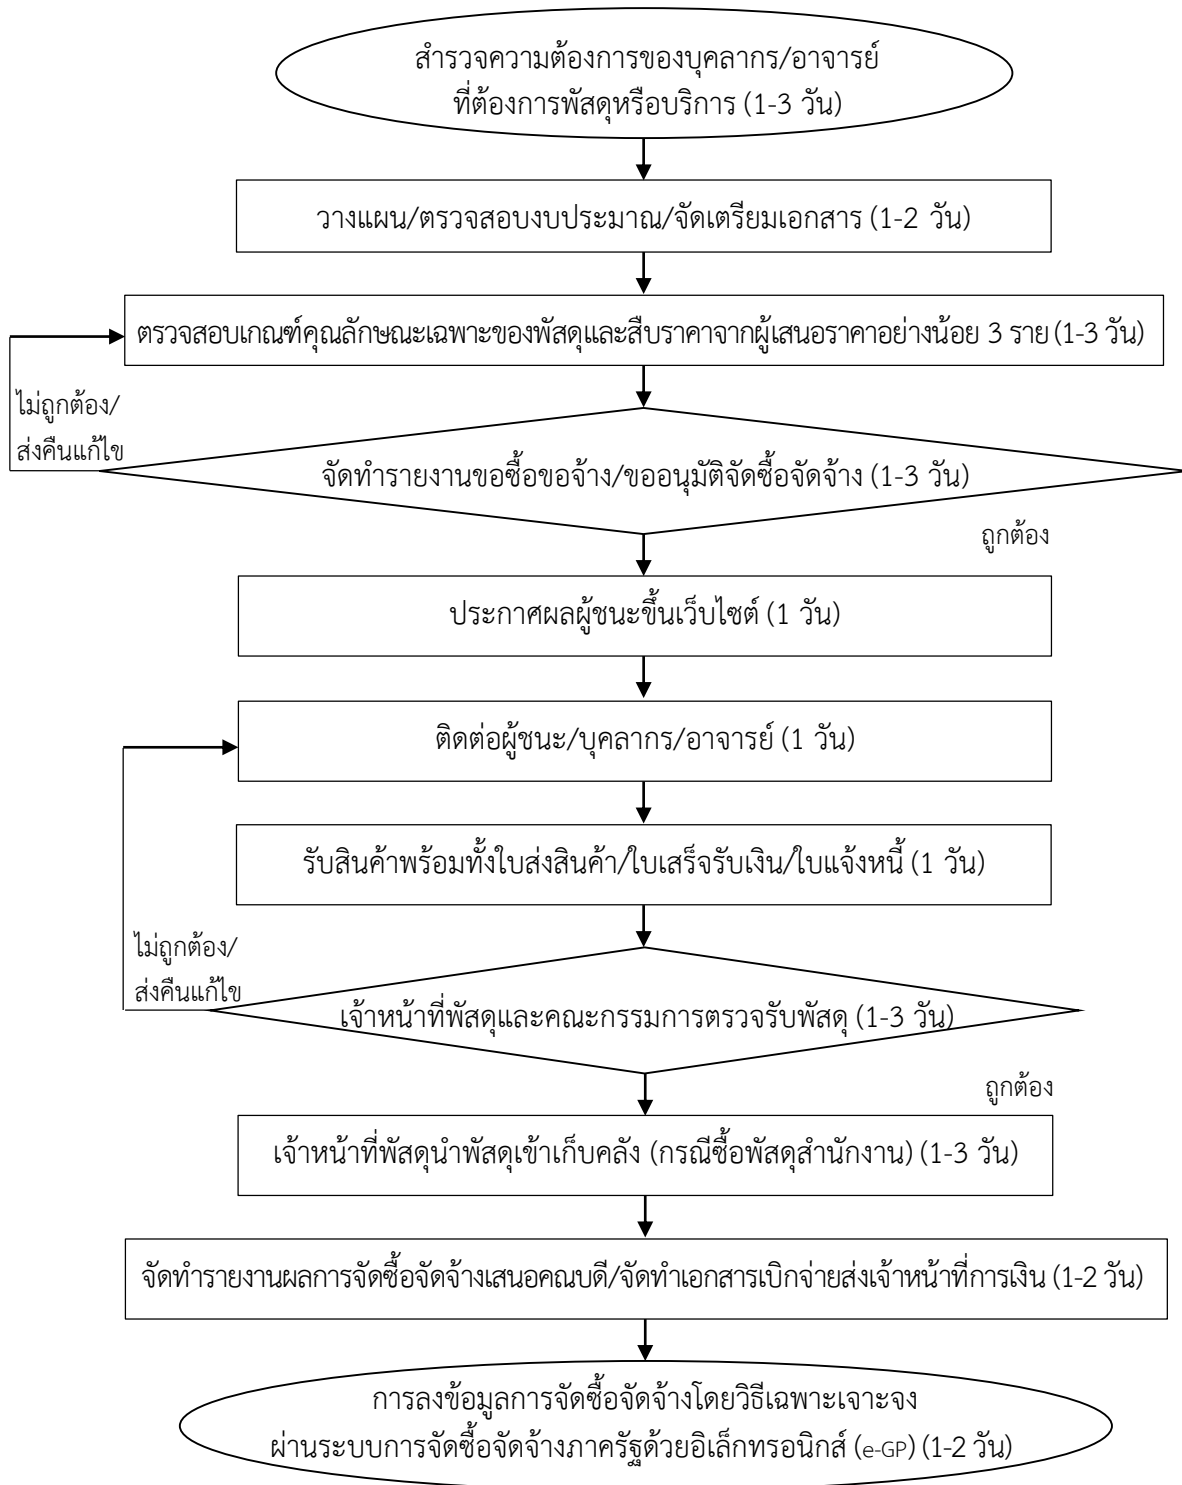 สำรวจความต้องการของบุคลากร/อาจารย์
ที่ต้องการพัสดุหรือบริการ (1-3 วัน)
วางแผน/ตรวจสอบงบประมาณ/จัดเตรียมเอกสาร (1-2 วัน)
ตรวจสอบเกณฑ์คุณลักษณะเฉพาะของพัสดุและสืบราคาจากผู้เสนอราคาอย่างน้อย 3 ราย (1-3 วัน)
ไม่ถูกต้อง/
ส่งคืนแก้ไข
จัดทำรายงานขอซื้อขอจ้าง/ขออนุมัติจัดซื้อจัดจ้าง (1-3 วัน)
ถูกต้อง
ประกาศผลผู้ชนะขึ้นเว็บไซต์ (1 วัน)
ติดต่อผู้ชนะ/บุคลากร/อาจารย์ (1 วัน)
รับสินค้าพร้อมทั้งใบส่งสินค้า/ใบเสร็จรับเงิน/ใบแจ้งหนี้ (1 วัน)
ไม่ถูกต้อง/
ส่งคืนแก้ไข
เจ้าหน้าที่พัสดุและคณะกรรมการตรวจรับพัสดุ (1-3 วัน)
ถูกต้อง
เจ้าหน้าที่พัสดุนำพัสดุเข้าเก็บคลัง (กรณีซื้อพัสดุสำนักงาน) (1-3 วัน)
จัดทำรายงานผลการจัดซื้อจัดจ้างเสนอคณบดี/จัดทำเอกสารเบิกจ่ายส่งเจ้าหน้าที่การเงิน (1-2 วัน)
การลงข้อมูลการจัดซื้อจัดจ้างโดยวิธีเฉพาะเจาะจง
ผ่านระบบการจัดซื้อจัดจ้างภาครัฐด้วยอิเล็กทรอนิกส์ (e-GP) (1-2 วัน)